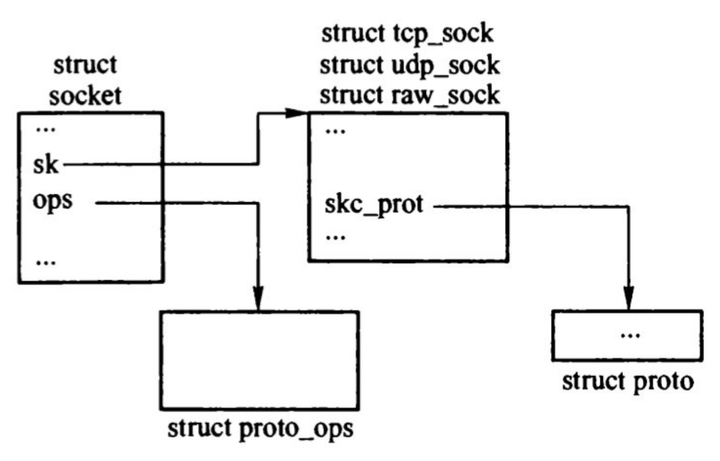 struct tcp_sock
struct udp_sock
struct raw_sock
struct
socket
...
sk
ops
...
...
skc_prot
...
struct proto_ops
...
struct proto